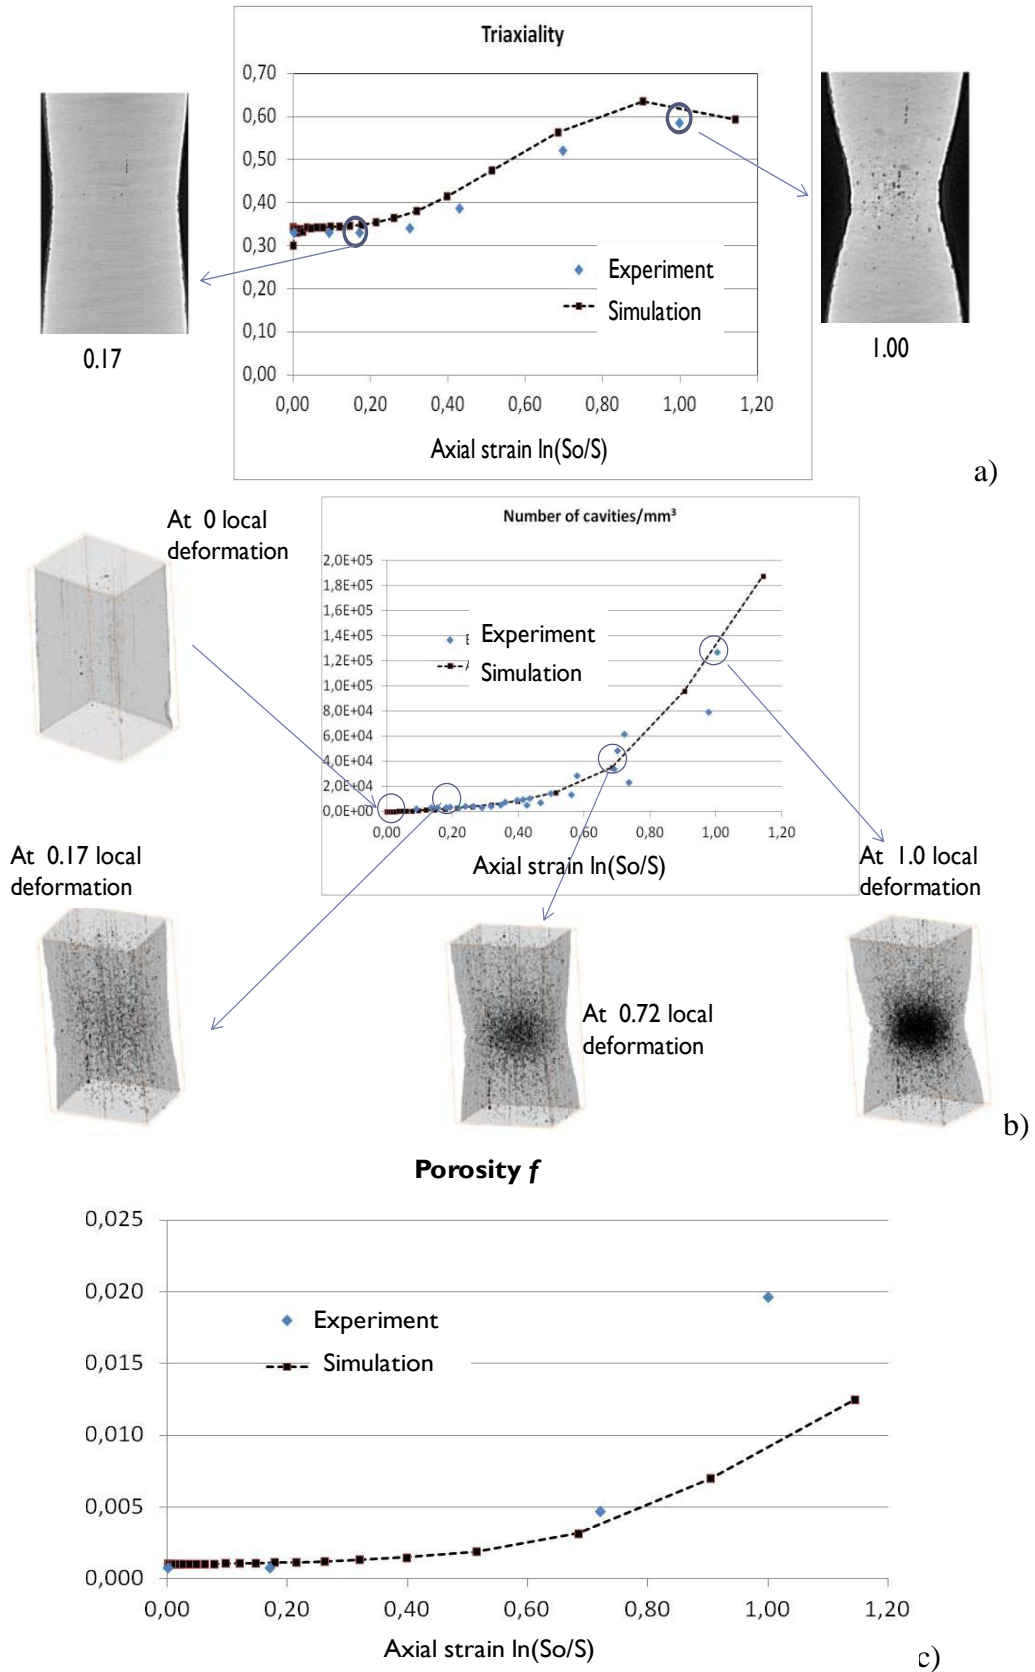 Triaxiality
0,70
0,60
0,50
0,40
0,30
0,20
0,10
0,00
0,00 0,20 0,40 0,60 0,80 1,00 1,20
Axial strain ln(So/S)
Experiment
Simulation
0.17
1.00
a)
At 0 local
deformation
Number of cavities/mm³
2,0E+05
1,8E+05
1,6E+05
1,4E+05
1,2E+05
1,0E+05
8,0E+04
6,0E+04
4,0E+04
2,0E+04
0,0E+00
0,00 0,20 0,40 0,60 0,80 1,00 1,20
Experiment
Simulation
Axial strain ln(So/S)
At 0.17 local
deformation
At 1.0 local
deformation
At 0.72 local
deformation
b)
Porosity f
0,025
0,020
0,015
0,010
0,005
0,000
0,00 0,20 0,40 0,60 0,80 1,00 1,20
Experiment
Simulation
Axial strain ln(So/S)
c)